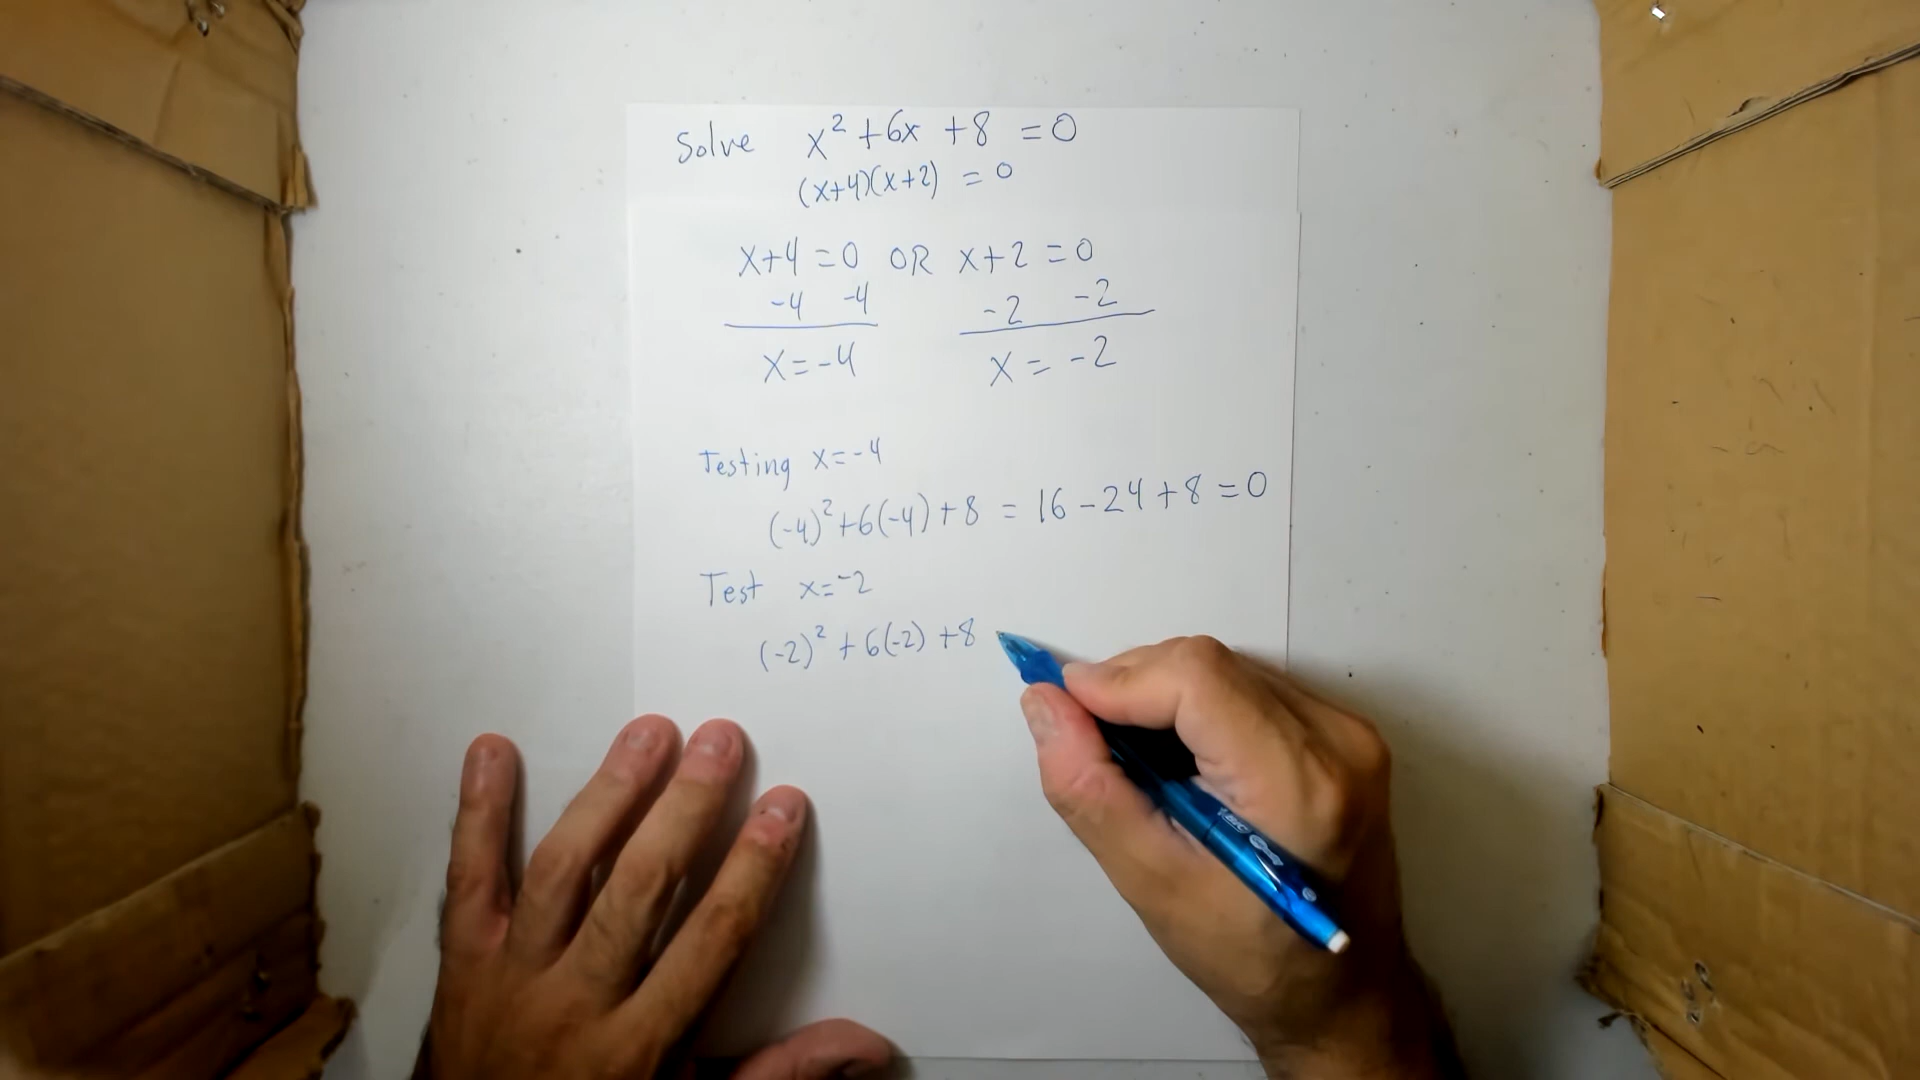 Solve x² + 6x + 8 = 0
(x+4)(x+2) = 0
x+4 = 0 OR x+2 = 0
-4 -4 -2 -2
x = -4 x = -2
Testing x = -4
(-4)² + 6(-4) + 8 = 16 - 24 + 8 = 0
Test x = -2
(-2)² + 6(-2) + 8
BIC